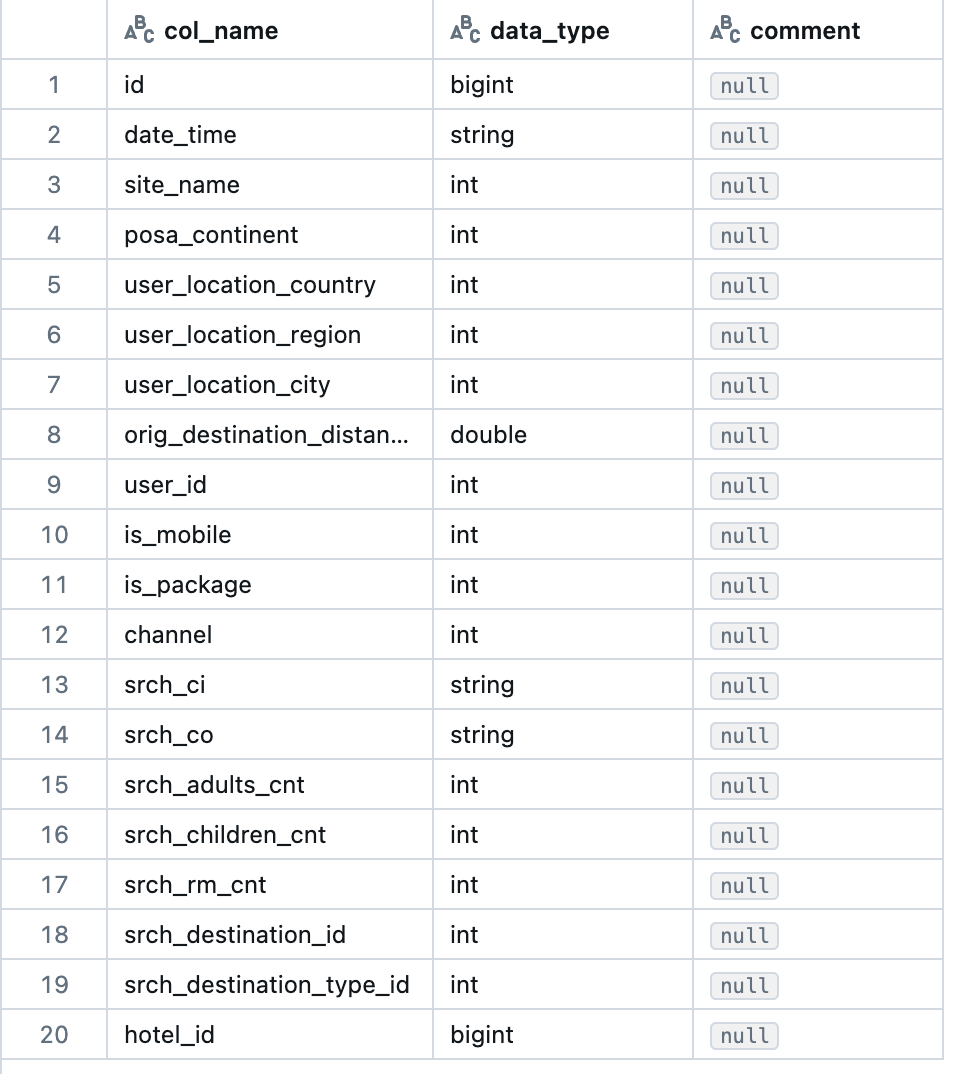 ABC col_name ABC data_type ABC comment
1 id bigint null
2 date_time string null
3 site_name int null
4 posa_continent int null
5 user_location_country int null
6 user_location_region int null
7 user_location_city int null
8 orig_destination_distan... double null
9 user_id int null
10 is_mobile int null
11 is_package int null
12 channel int null
13 srch_ci string null
14 srch_co string null
15 srch_adults_cnt int null
16 srch_children_cnt int null
17 srch_rm_cnt int null
18 srch_destination_id int null
19 srch_destination_type_id int null
20 hotel_id bigint null